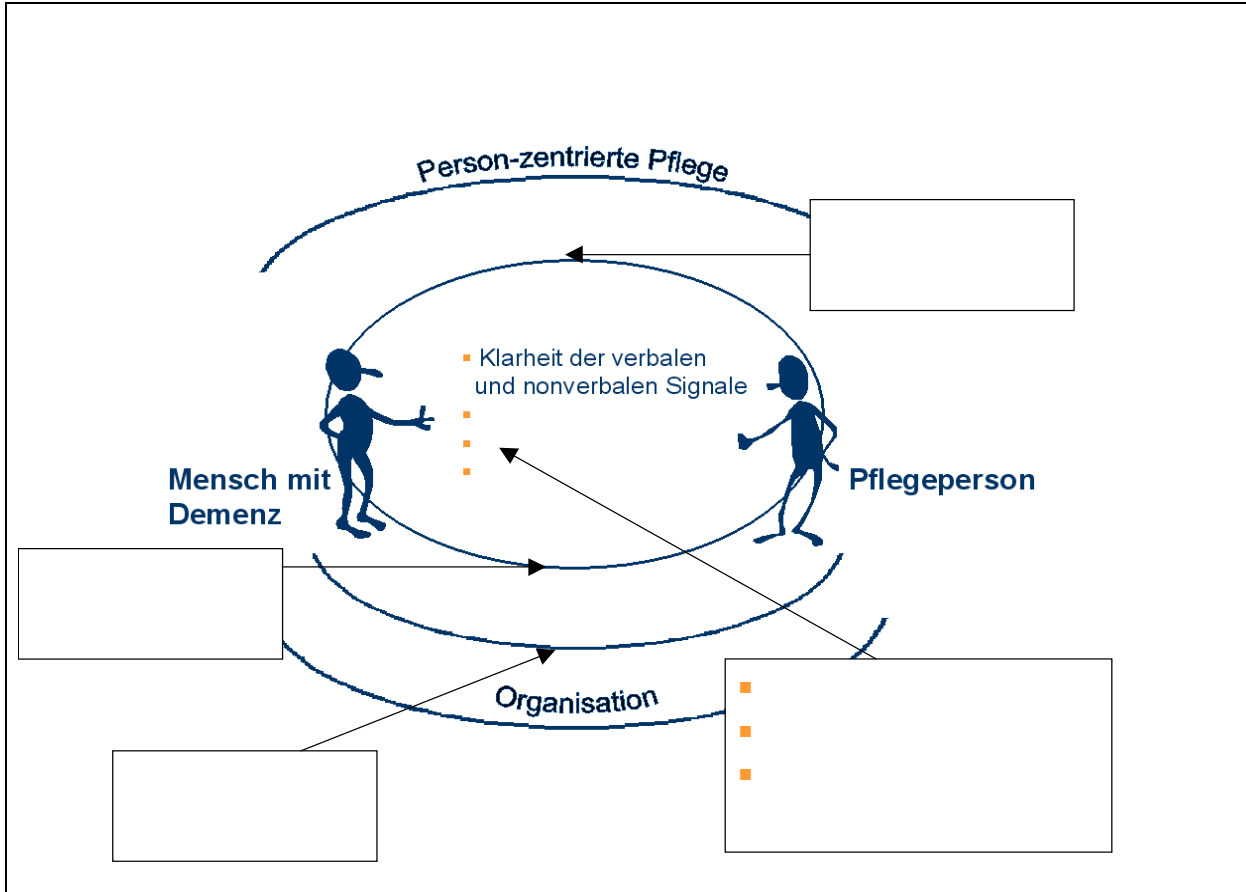 Person-zentrierte Pflege
▪ Klarheit der verbalen
und nonverbalen Signale
▪
▪
▪
Mensch mit
Demenz
Pflegeperson
Organisation
▪
▪
▪